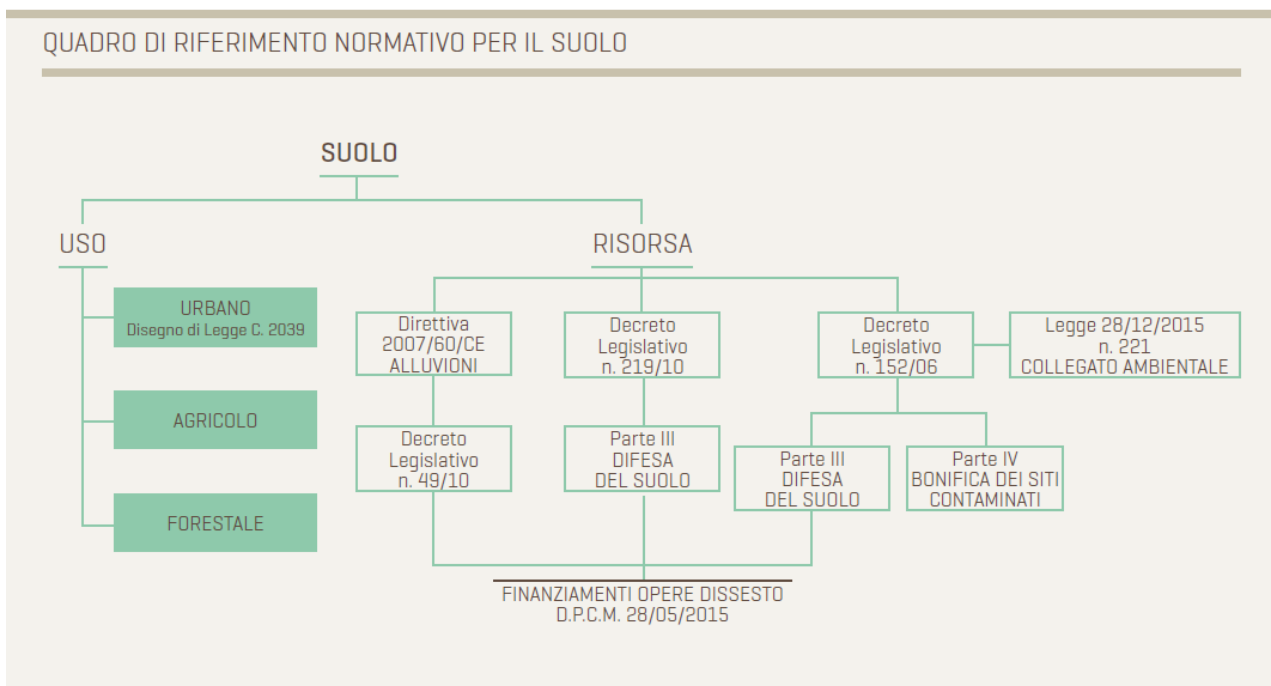 QUADRO DI RIFERIMENTO NORMATIVO PER IL SUOLO
SUOLO
USO
RISORSA
URBANO
Disegno di Legge C. 2039
AGRICOLO
FORESTALE
Direttiva
2007/60/CE
ALLUVIONI
Decreto
Legislativo
n. 49/10
Decreto
Legislativo
n. 219/10
Parte III
DIFESA
DEL SUOLO
Decreto
Legislativo
n. 152/06
Legge 28/12/2015
n. 221
COLLEGATO AMBIENTALE
Parte III
DIFESA
DEL SUOLO
Parte IV
BONIFICA DEI SITI
CONTAMINATI
FINANZIAMENTI OPERE DISSESTO
D.P.C.M. 28/05/2015